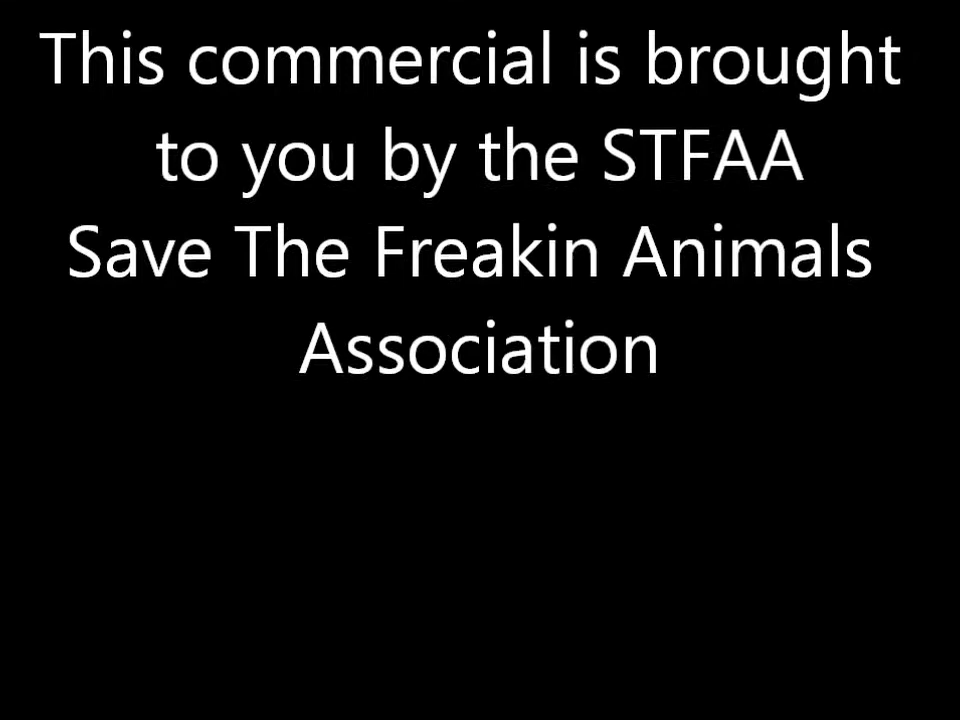 This commercial is brought
to you by the STFAA
Save The Freakin Animals
Association